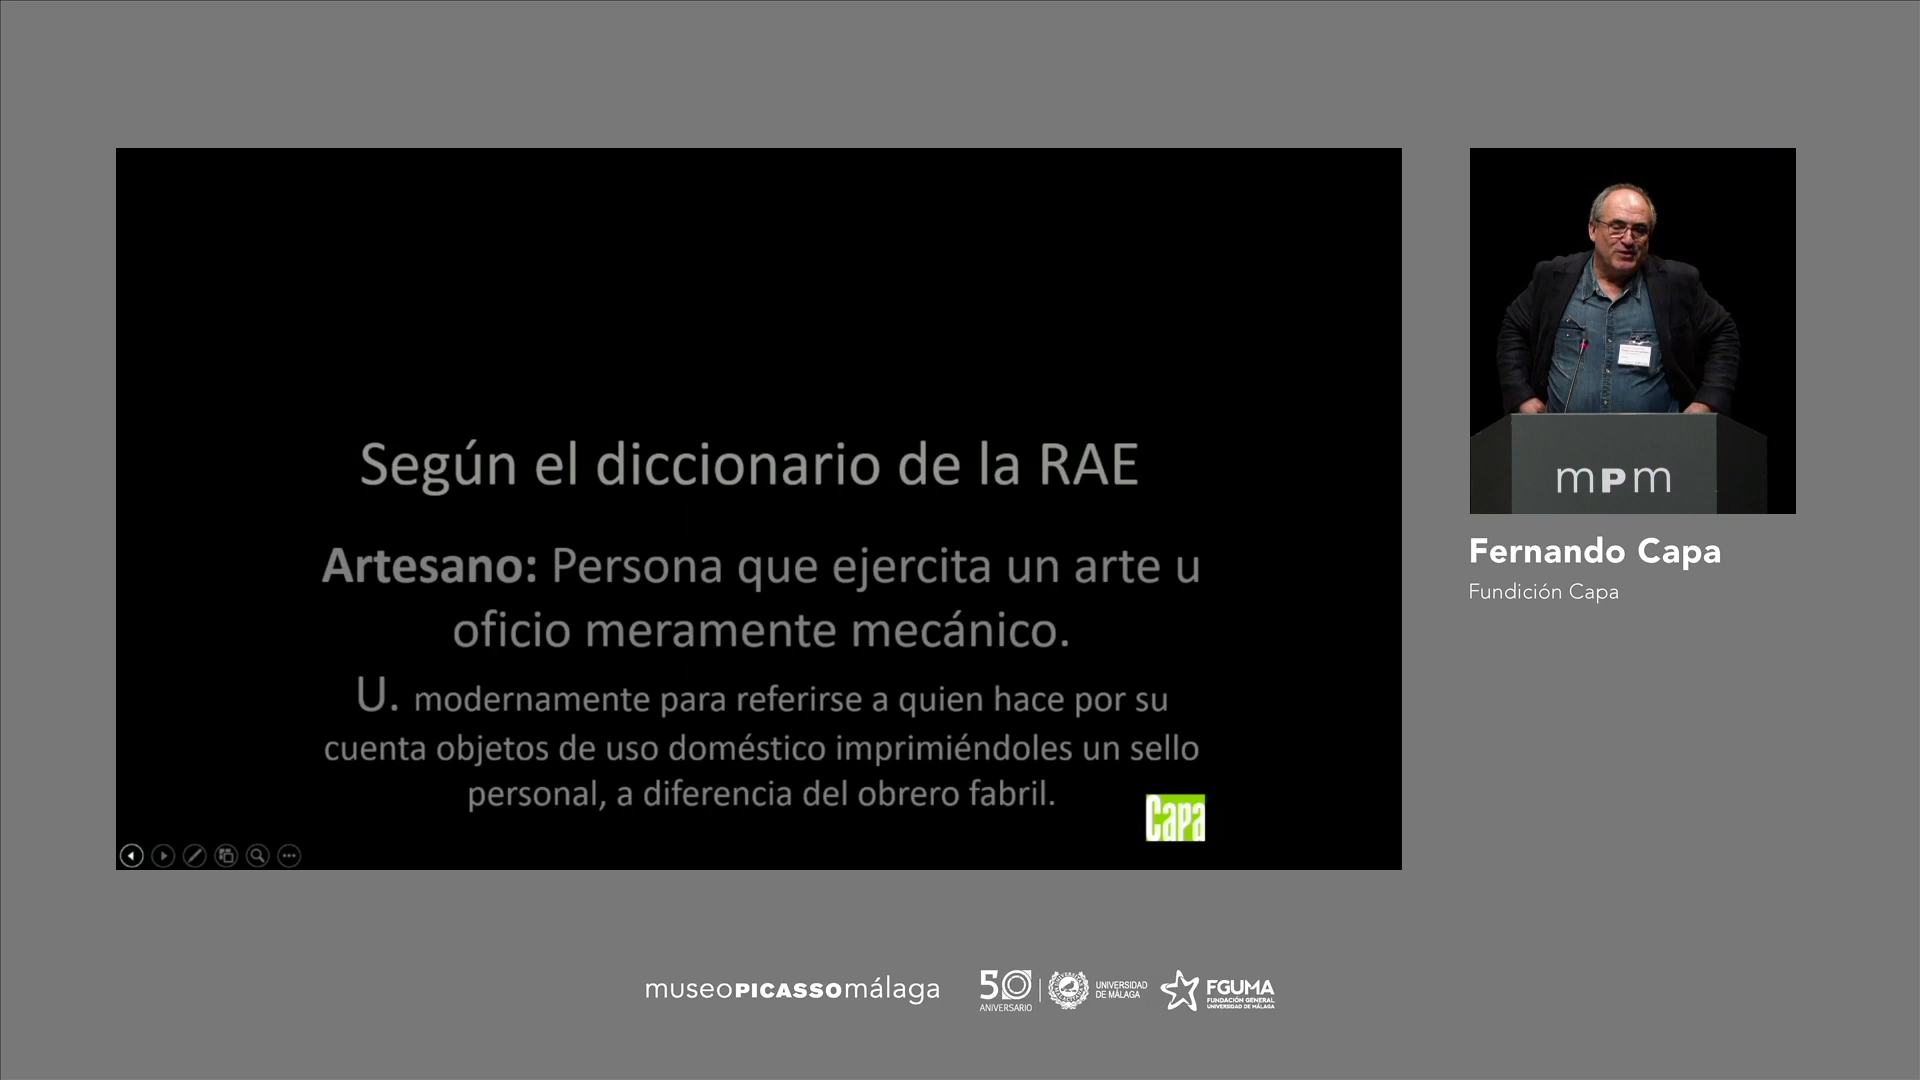 Según el diccionario de la RAE
Artesano: Persona que ejercita un arte u
oficio meramente mecánico.
U. modernamente para referirse a quien hace por su
cuenta objetos de uso doméstico imprimiéndoles un sello
personal, a diferencia del obrero fabril.
Capa
mPm
Fernando Capa
Fundición Capa
museoPICASSOmálaga
50
ANIVERSARIO
UNIVERSIDAD
DE MÁLAGA
FGUMA
FUNDACIÓN GENERAL
UNIVERSIDAD DE MÁLAGA